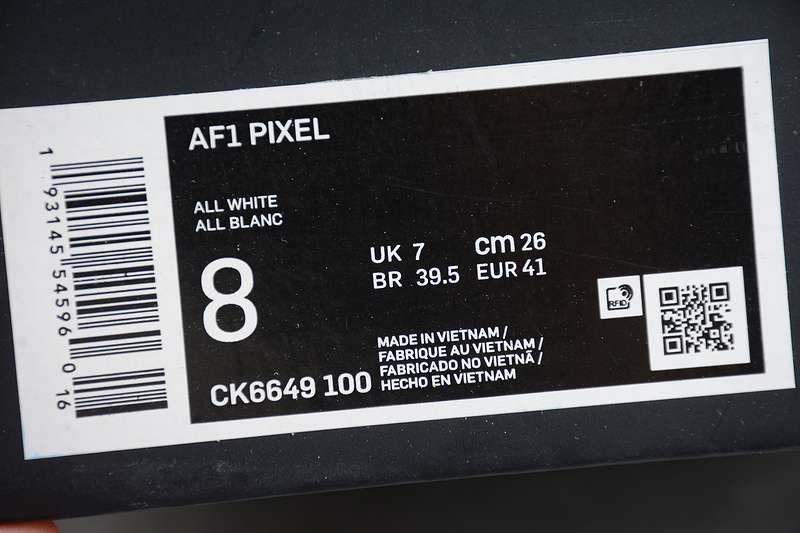 AF1 PIXEL
ALL WHITE
ALL BLANC
8
UK 7 cm 26
BR 39.5 EUR 41
CK6649 100
MADE IN VIETNAM /
FABRIQUE AU VIETNAM /
FABRICADO NO VIETNÃ /
HECHO EN VIETNAM
RFID
1 93145 54596 0 16